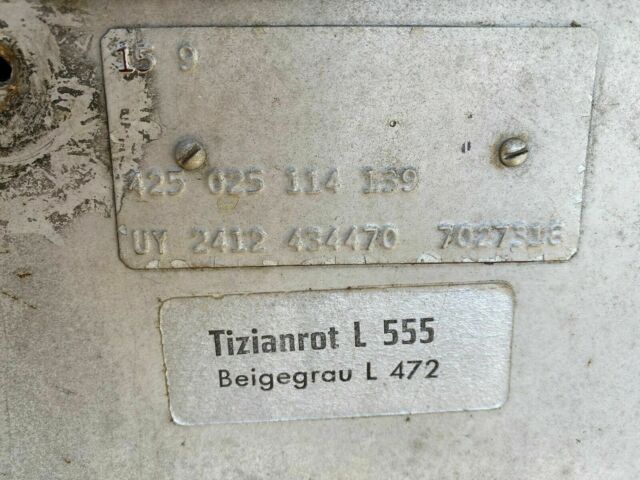 15 9
425 025 114 139
UY 2412 434470 7027316
Tizianrot L 555
Beigegrau L 472